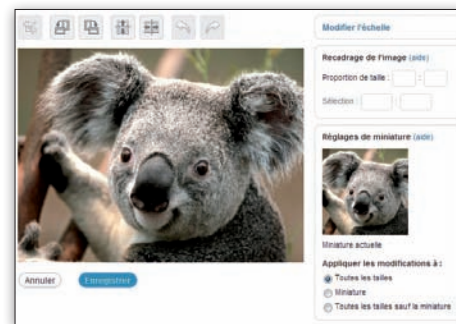 Modifier l'échelle
Recadrage de l'image (aide)
Proportion de taille : :
Sélection : :
Réglages de miniature (aide)
Miniature actuelle
Appliquer les modifications à :
Toutes les tailles
Miniature
Toutes les tailles sauf la miniature
Annuler
Enregistrer